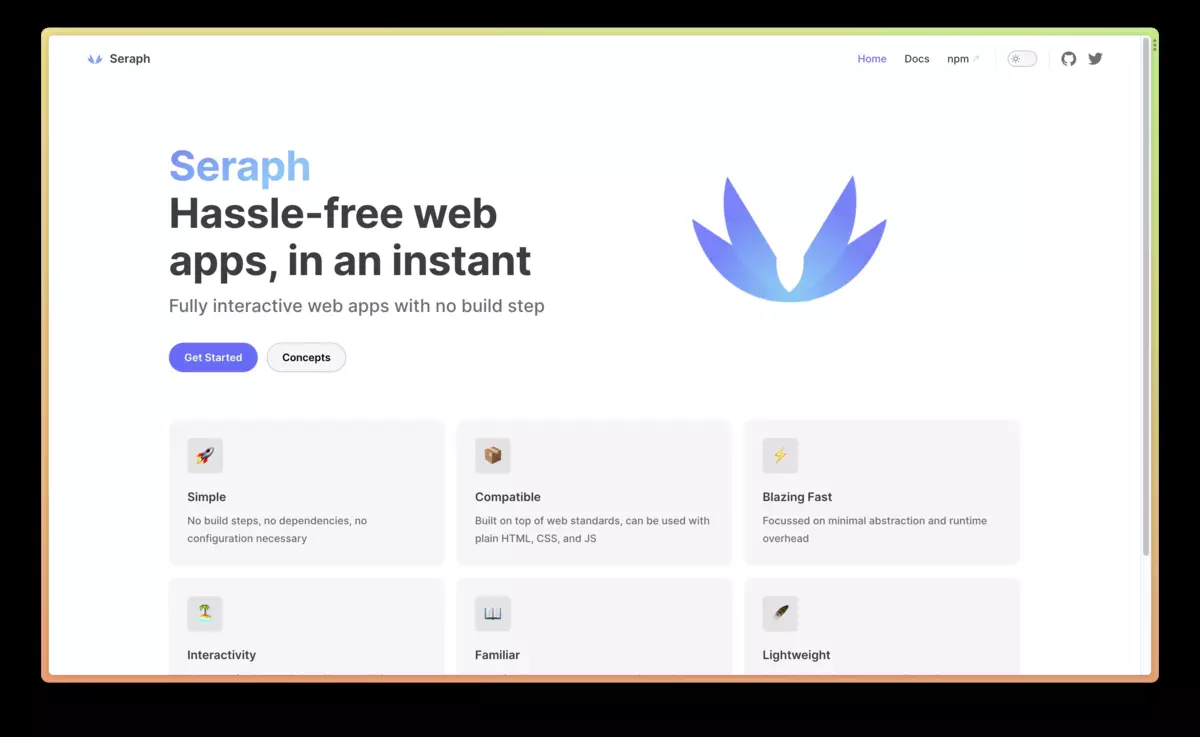 Seraph
Home Docs npm
Seraph
Hassle-free web
apps, in an instant
Fully interactive web apps with no build step
Get Started Concepts
Simple
No build steps, no dependencies, no
configuration necessary
Compatible
Built on top of web standards, can be used with
plain HTML, CSS, and JS
Blazing Fast
Focussed on minimal abstraction and runtime
overhead
Interactivity
Familiar
Lightweight